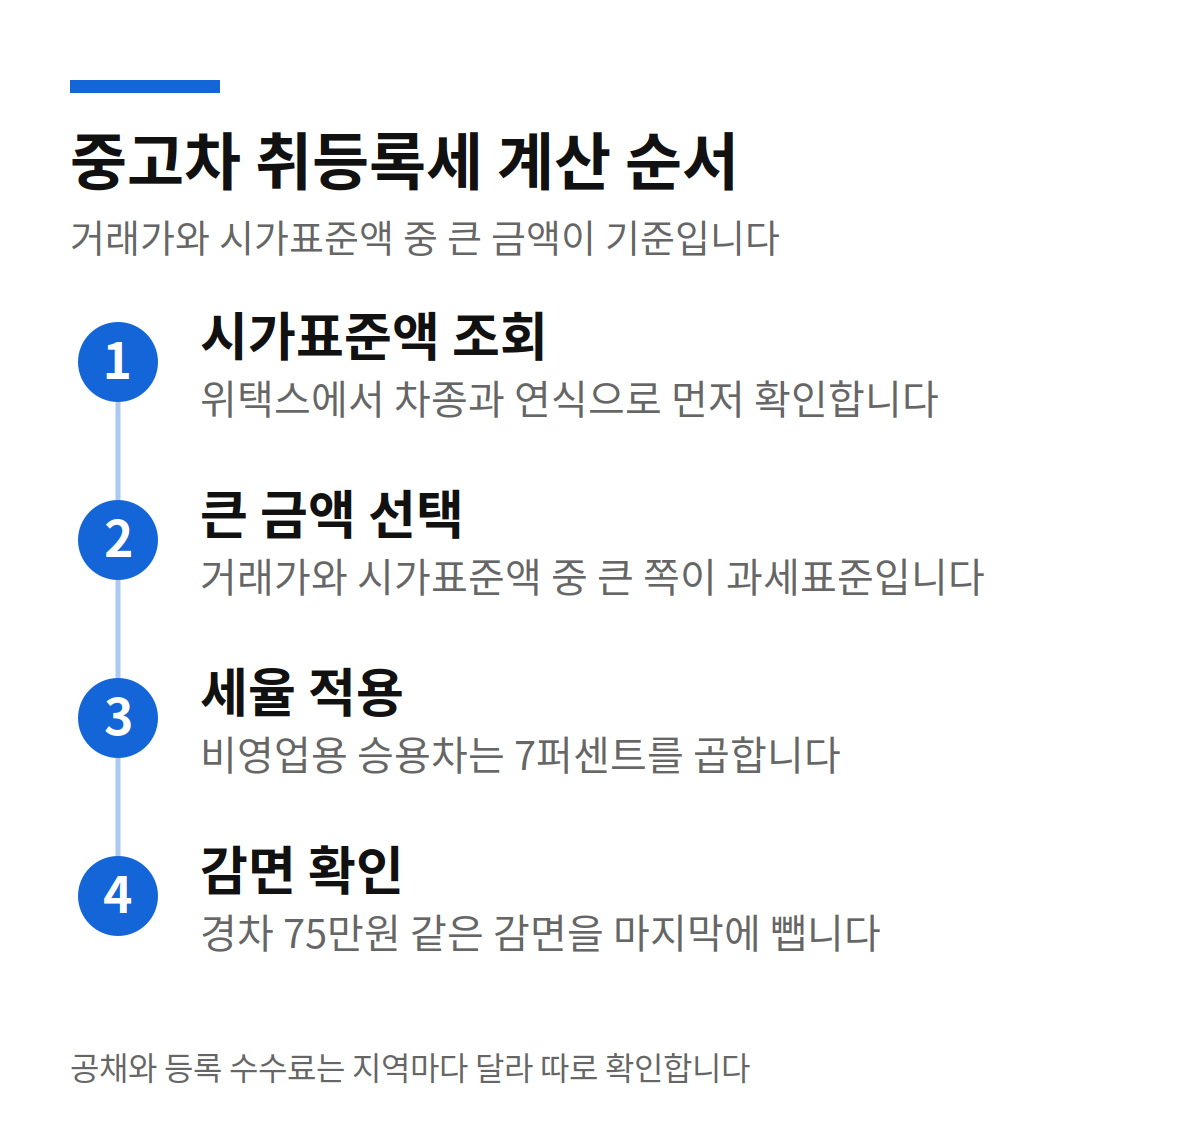 중고차 취등록세 계산 순서
거래가와 시가표준액 중 큰 금액이 기준입니다
1
시가표준액 조회
위택스에서 차종과 연식으로 먼저 확인합니다
2
큰 금액 선택
거래가와 시가표준액 중 큰 쪽이 과세표준입니다
3
세율 적용
비영업용 승용차는 7퍼센트를 곱합니다
4
감면 확인
경차 75만원 같은 감면을 마지막에 뺍니다
공채와 등록 수수료는 지역마다 달라 따로 확인합니다